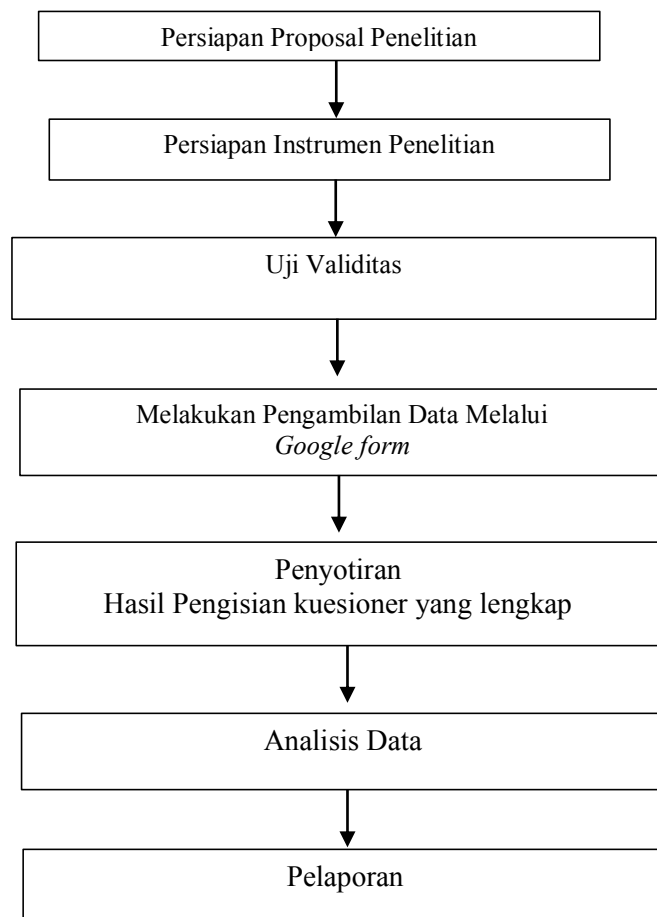 Persiapan Proposal Penelitian
Persiapan Instrumen Penelitian
Uji Validitas
Melakukan Pengambilan Data Melalui
Google form
Penyotiran
Hasil Pengisian kuesioner yang lengkap
Analisis Data
Pelaporan